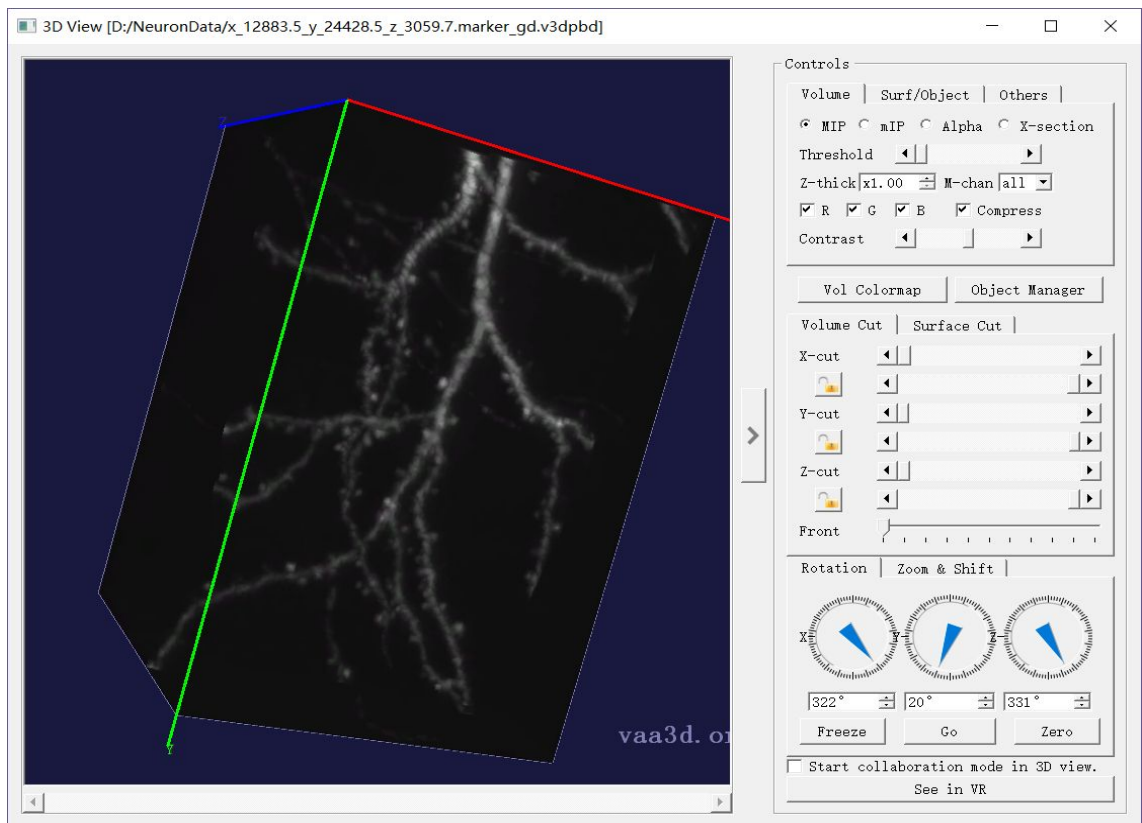 3D View [D:/NeuronData/x_12883.5_y_24428.5_z_3059.7.marker_gd.v3dpbd]
Controls
Volume Surf/Object Others
MIP mIP Alpha X-section
Threshold
Z-thick x1.00 M-chan all
R G B Compress
Contrast
Vol Colormap Object Manager
Volume Cut Surface Cut
X-cut
Y-cut
Z-cut
Front
Rotation Zoom & Shift
X Y Z
322° 20° 331°
Freeze Go Zero
Start collaboration mode in 3D view.
See in VR
Z
Y
vaa3d. or